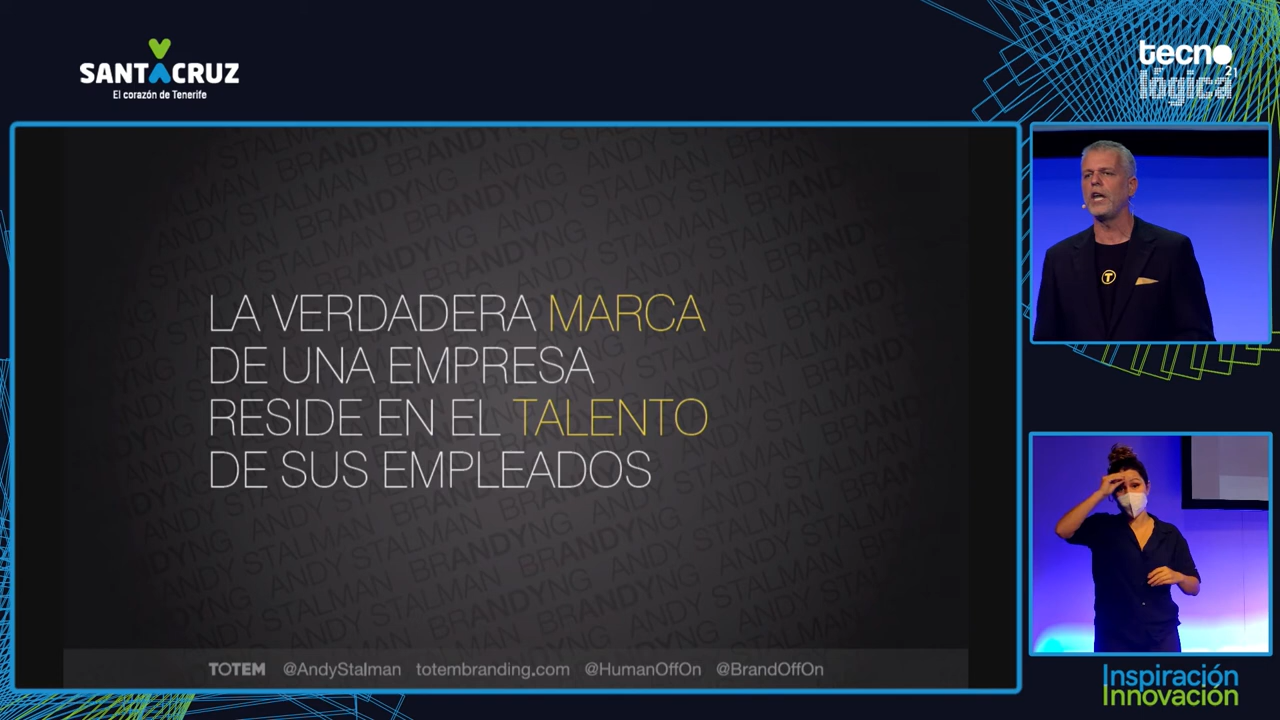 SANTACRUZ
El corazón de Tenerife
tecno
lógica
21
LA VERDADERA MARCA
DE UNA EMPRESA
RESIDE EN EL TALENTO
DE SUS EMPLEADOS
TOTEM @AndyStalman totembranding.com @HumanOffOn @BrandOffOn
T
Inspiración
Innovación